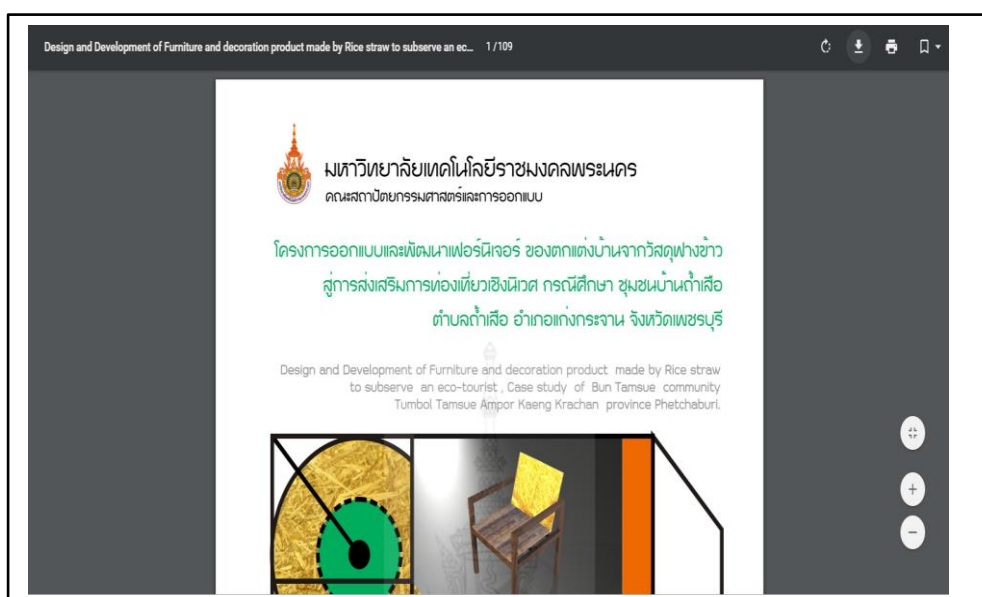 Design and Development of Furniture and decoration product made by Rice straw to subserve an ec... 1 / 109
มหาวิทยาลัยเทคโนโลยีราชมงคลพระนคร
คณะสถาปัตยกรรมศาสตร์และการออกแบบ
โครงการออกแบบและพัฒนาเฟอร์นิเจอร์ ของตกแต่งบ้านจากวัสดุฟางข้าว
สู่การส่งเสริมการท่องเที่ยวเชิงนิเวศ กรณีศึกษา ชุมชนบ้านถ้ำเสือ
ตำบลถ้ำเสือ อำเภอแก่งกระจาน จังหวัดเพชรบุรี
Design and Development of Furniture and decoration product made by Rice straw
to subserve an eco-tourist , Case study of Bun Tamsue community
Tumbol Tamsue Ampor Kaeng Krachan province Phetchaburi.